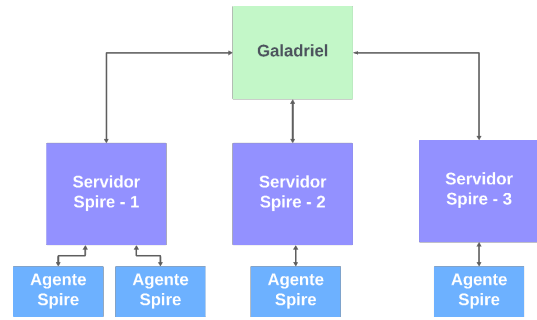 Galadriel
Servidor
Spire - 1
Servidor
Spire - 2
Servidor
Spire - 3
Agente
Spire
Agente
Spire
Agente
Spire
Agente
Spire